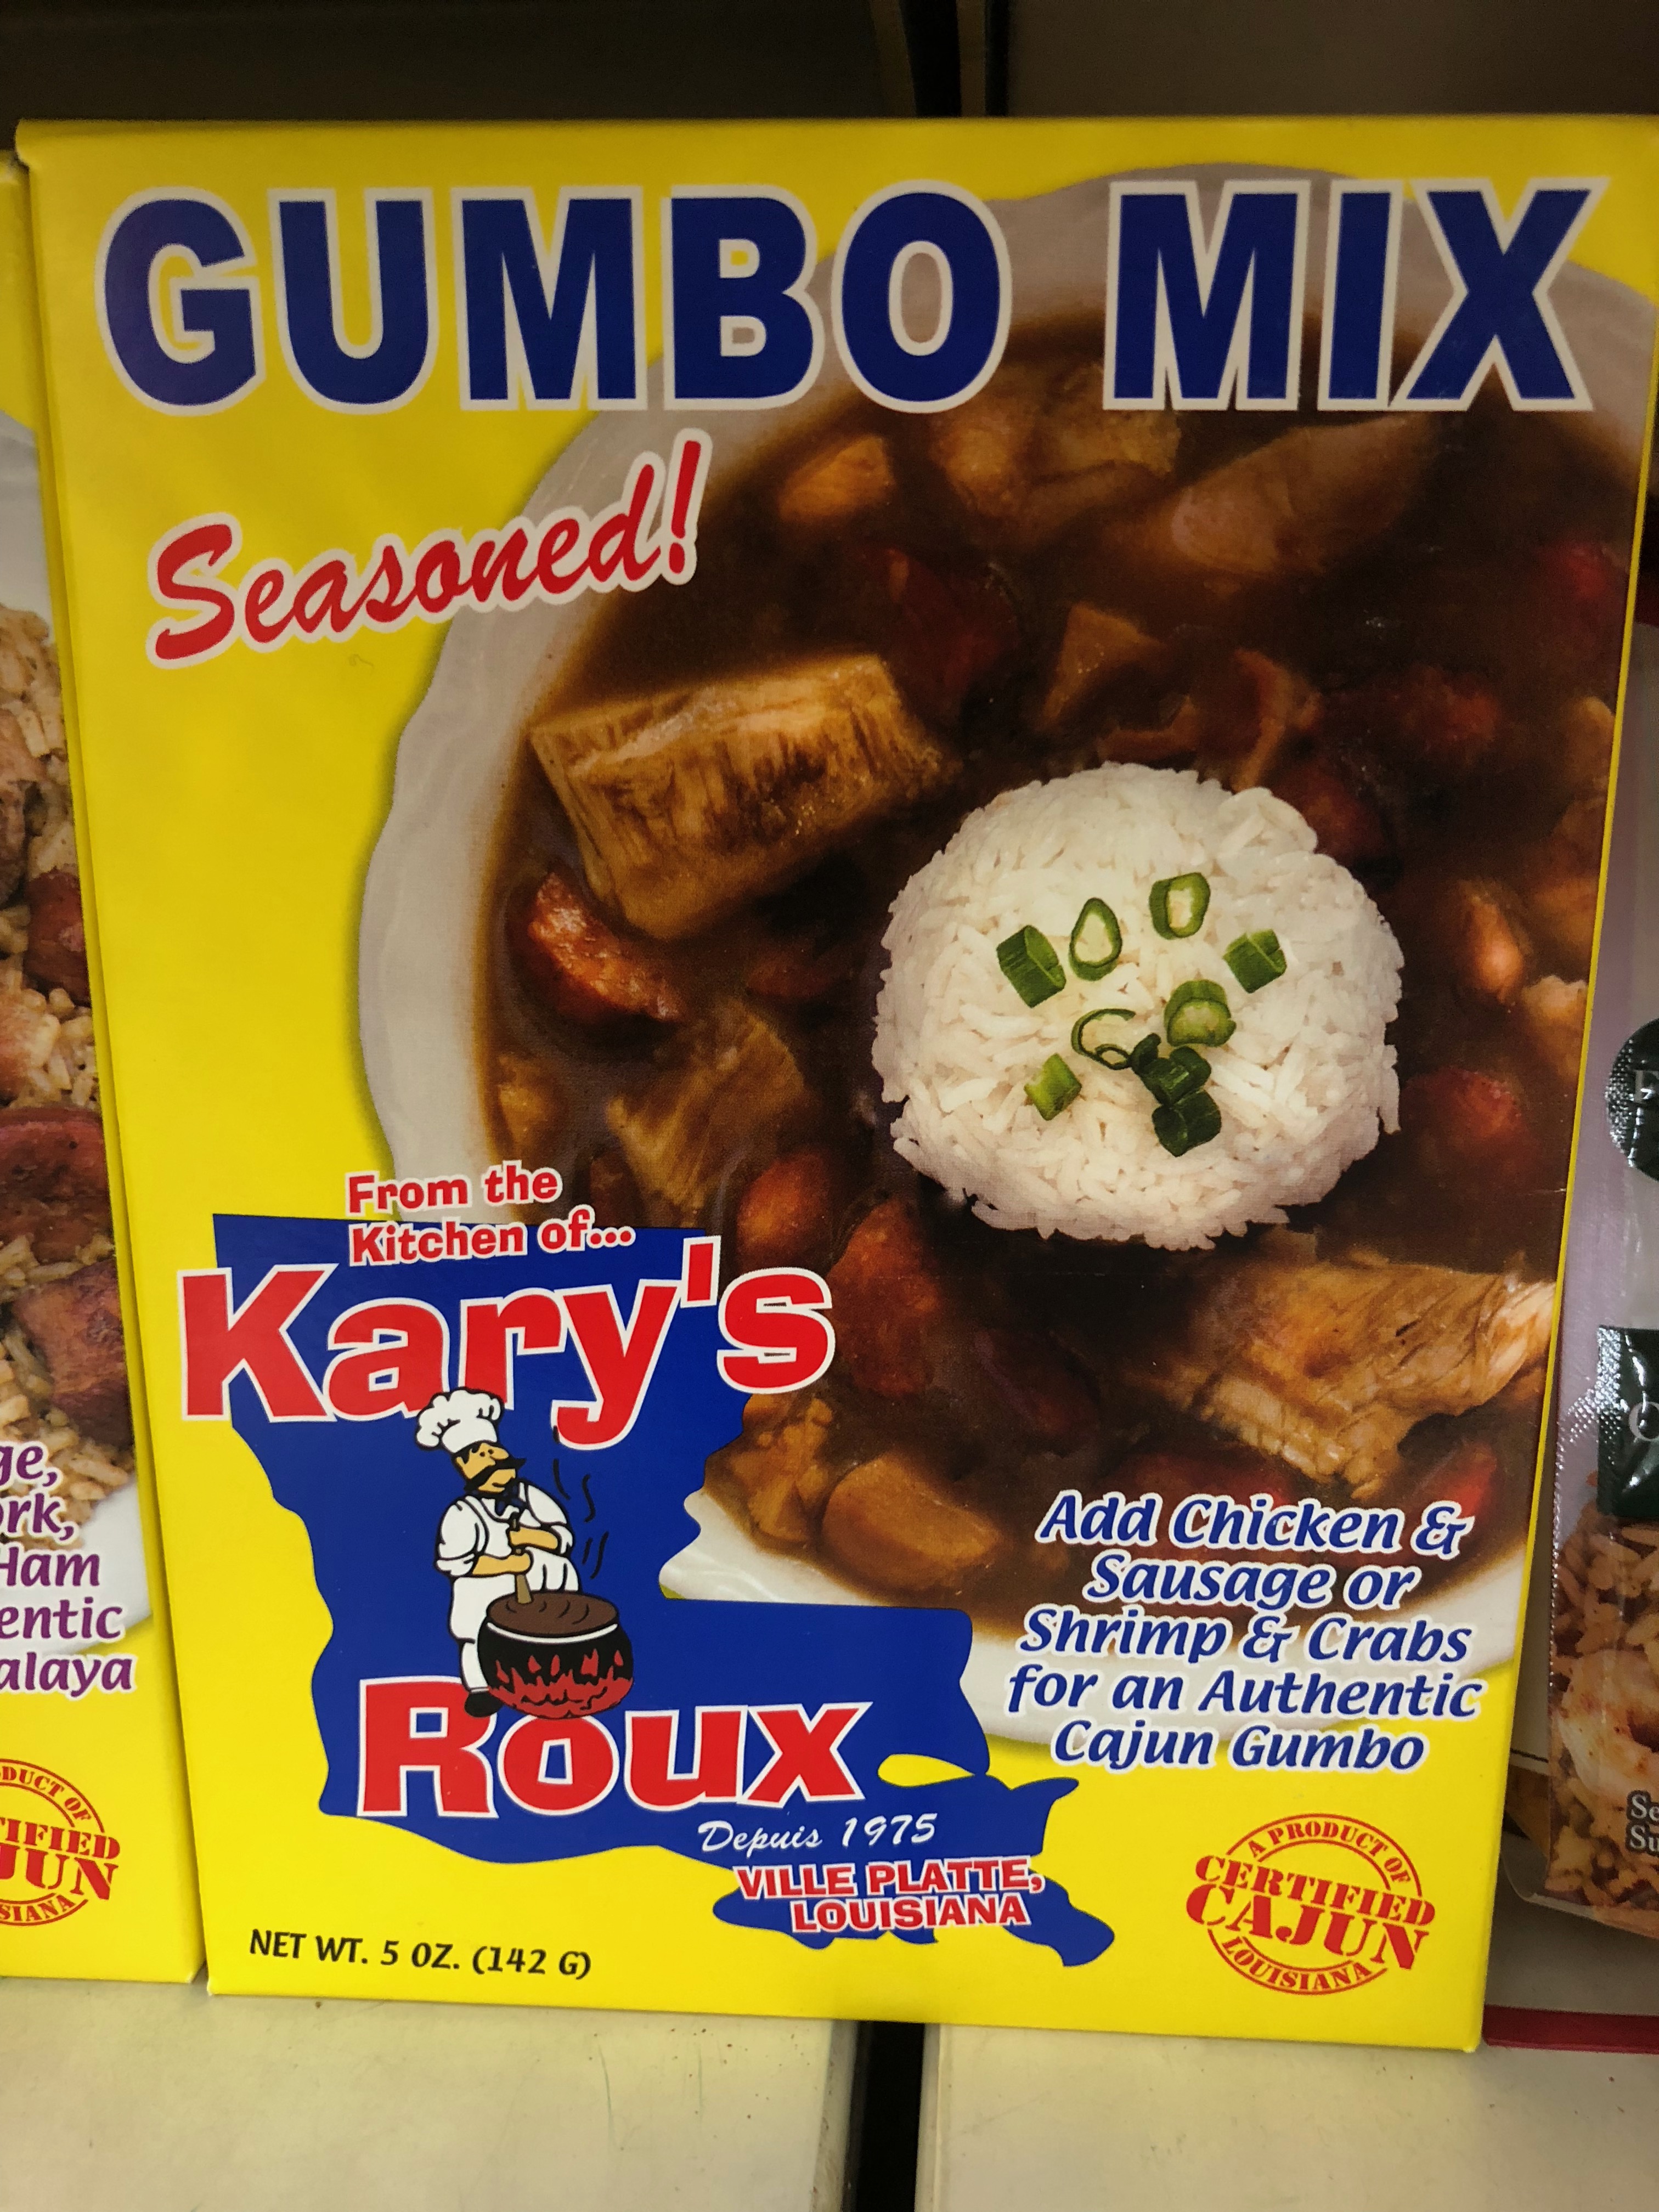 GUMBO MIX
Seasoned!
From the
Kitchen of...
Kary's
Roux
Depuis 1975
VILLE PLATTE,
LOUISIANA
Add Chicken &
Sausage or
Shrimp & Crabs
for an Authentic
Cajun Gumbo
A PRODUCT OF
CERTIFIED
CAJUN
LOUISIANA
NET WT. 5 OZ. (142 G)
Ham